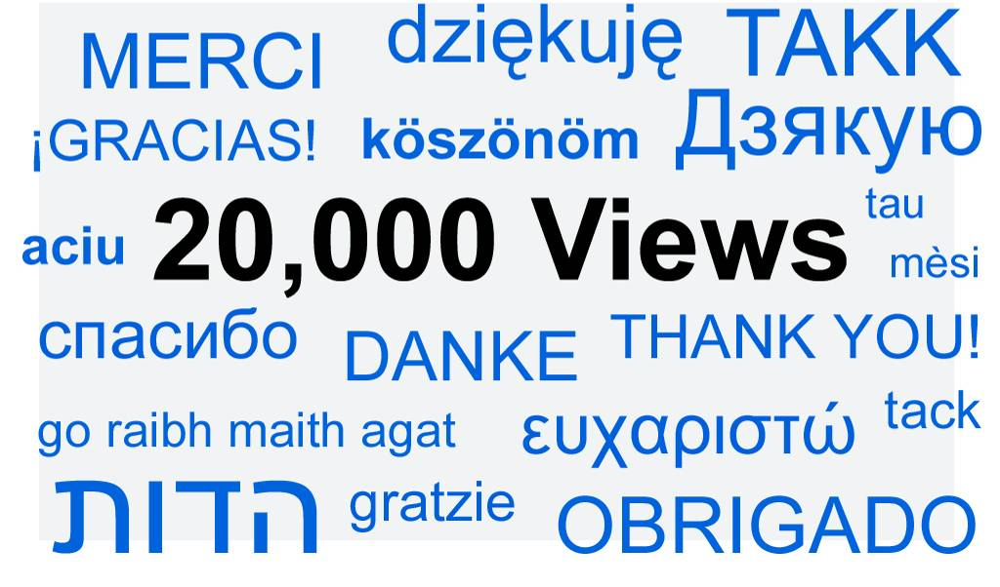 MERCI
dziękuję
TAKK
¡GRACIAS!
köszönöm
Дзякую
aciu
20,000 Views
tau
mèsi
спасибо
DANKE
THANK YOU!
go raibh maith agat
ευχαριστώ
tack
הדות
gratzie
OBRIGADO